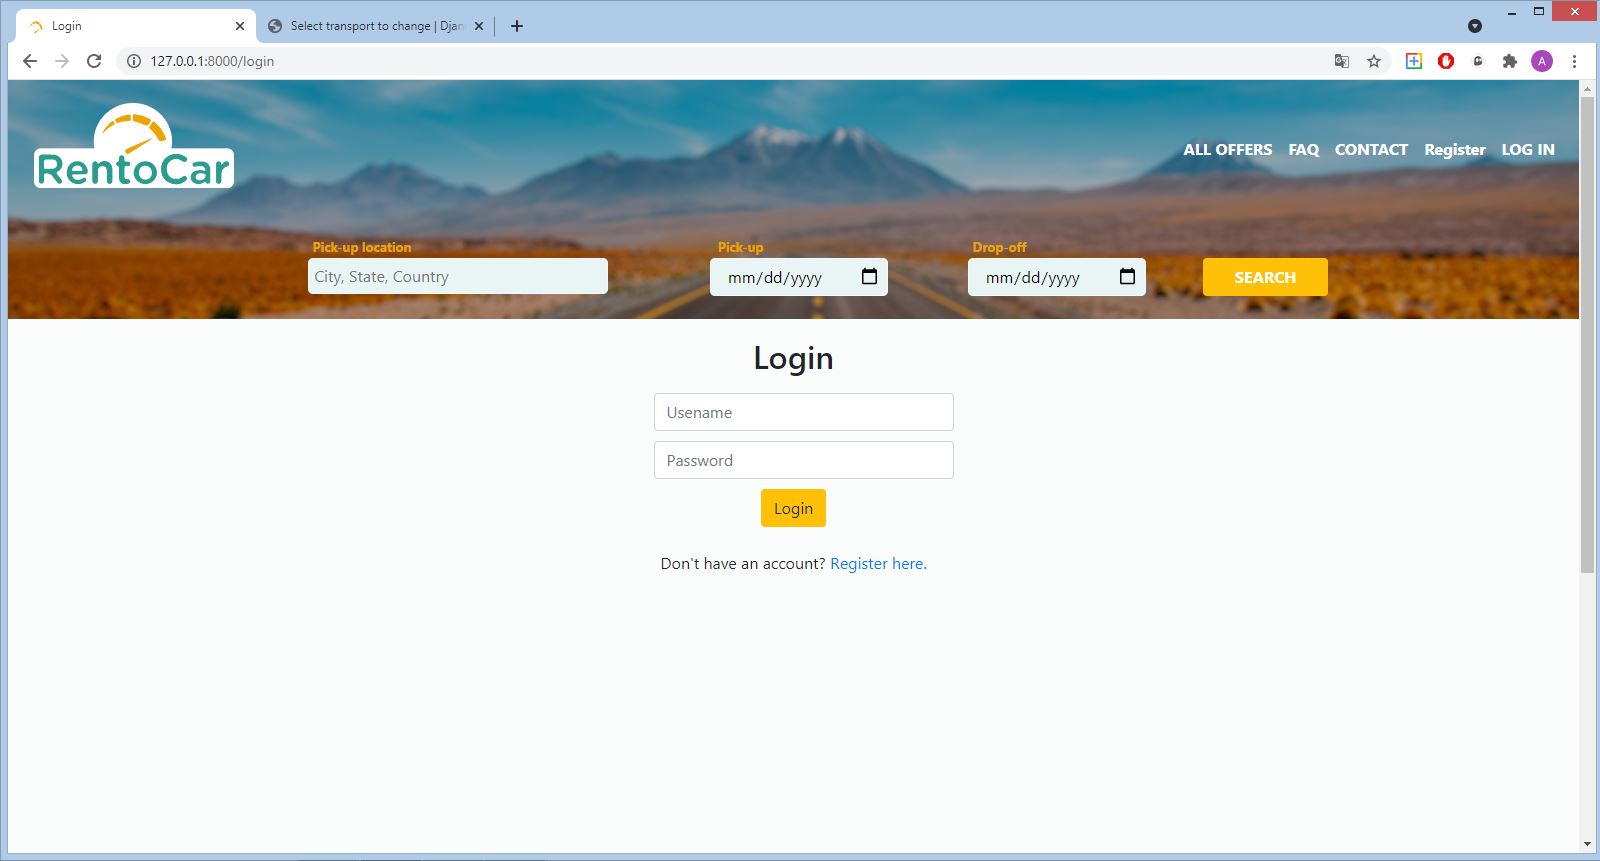 Login
Select transport to change | Djan
127.0.0.1:8000/login
A
RentoCar
ALL OFFERS FAQ CONTACT Register LOG IN
Pick-up location Pick-up Drop-off
City, State, Country mm/dd/yyyy mm/dd/yyyy SEARCH
Login
Usename
Password
Login
Don't have an account? Register here.